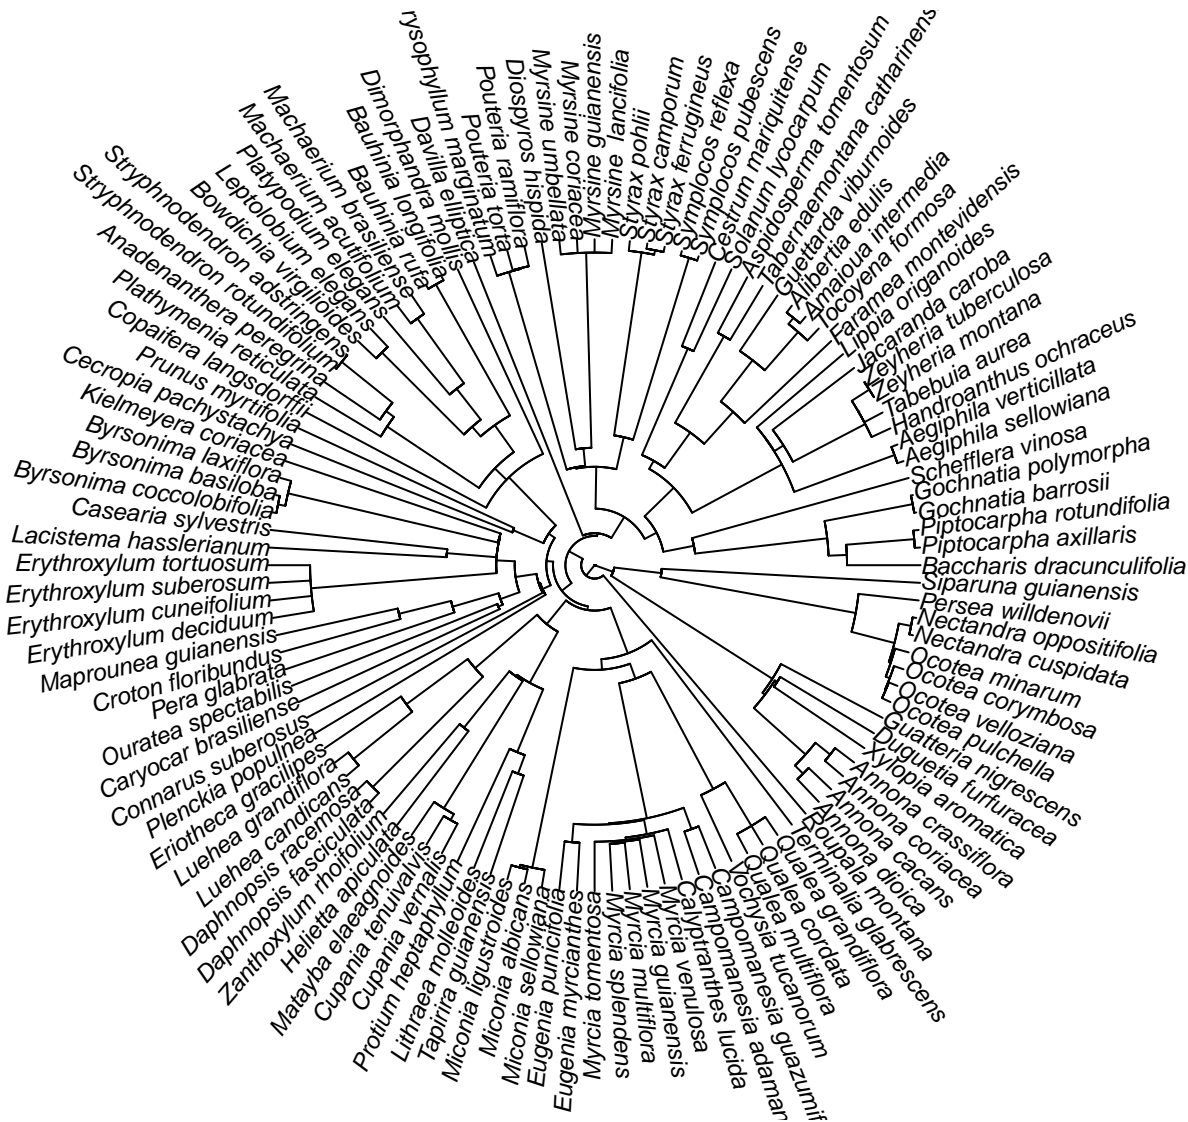 rysophyllum marginatum
Pouteria torta
Pouteria ramiflora
Diospyros hispida
Myrsine umbellata
Myrsine coriacea
Myrsine guianensis
Myrsine lancifolia
Styrax pohlii
Styrax camporum
Styrax ferrugineus
Symplocos reflexa
Symplocos pubescens
Cestrum mariquitense
Solanum lycocarpum
Aspidosperma tomentosum
Tabernaemontana catharinens
Guettarda viburnoides
Alibertia edulis
Amaioua intermedia
Tocoyena formosa
Faramea montevidensis
Lippia origanoides
Jacaranda caroba
Zeyheria tuberculosa
Zeyheria montana
Tabebuia aurea
Handroanthus ochraceus
Aegiphila verticillata
Aegiphila sellowiana
Schefflera vinosa
Gochnatia polymorpha
Gochnatia barrosii
Piptocarpha rotundifolia
Piptocarpha axillaris
Baccharis dracunculifolia
Siparuna guianensis
Persea willdenovii
Nectandra oppositifolia
Nectandra cuspidata
Ocotea minarum
Ocotea corymbosa
Ocotea velloziana
Ocotea pulchella
Guatteria nigrescens
Duguetia furfuracea
Xylopia aromatica
Annona crassiflora
Annona coriacea
Annona cacans
Annona dioica
Roupala montana
Terminalia glabrescens
Qualea grandiflora
Qualea cordata
Qualea multiflora
Vochysia tucanorum
Campomanesia guazumif
Campomanesia adaman
Calyptranthes lucida
Myrcia venulosa
Myrcia guianensis
Myrcia multiflora
Myrcia splendens
Myrcia tomentosa
Eugenia myrcianthes
Eugenia punicifolia
Miconia sellowiana
Miconia albicans
Miconia ligustroides
Tapirira guianensis
Lithraea molleoides
Protium heptaphyllum
Cupania vernalis
Cupania tenuivalvis
Matayba elaeagnoides
Helietta apiculata
Zanthoxylum rhoifolium
Daphnopsis fasciculata
Daphnopsis racemosa
Luehea candicans
Luehea grandiflora
Eriotheca gracilipes
Plenckia populnea
Connarus suberosus
Caryocar brasiliense
Ouratea spectabilis
Pera glabrata
Croton floribundus
Maprounea guianensis
Erythroxylum deciduum
Erythroxylum cuneifolium
Erythroxylum suberosum
Erythroxylum tortuosum
Lacistema hasslerianum
Casearia sylvestris
Byrsonima coccolobifolia
Byrsonima basiloba
Byrsonima laxiflora
Kielmeyera coriacea
Cecropia pachystachya
Prunus myrtifolia
Copaifera langsdorffii
Plathymenia reticulata
Anadenanthera peregrina
Stryphnodendron rotundifolium
Stryphnodendron adstringens
Bowdichia virgilioides
Leptolobium elegans
Platypodium elegans
Machaerium acutifolium
Machaerium brasiliense
Bauhinia rufa
Bauhinia longifolia
Dimorphandra mollis
Davilla elliptica